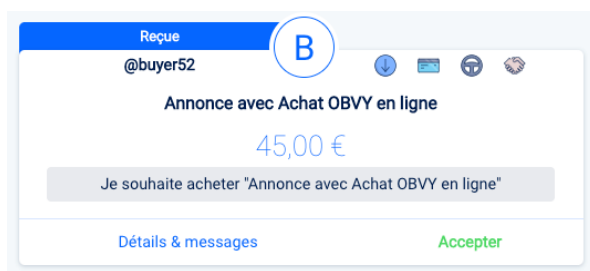 Reçue
B
@buyer52
Annonce avec Achat OBVY en ligne
45,00 €
Je souhaite acheter "Annonce avec Achat OBVY en ligne"
Détails & messages
Accepter